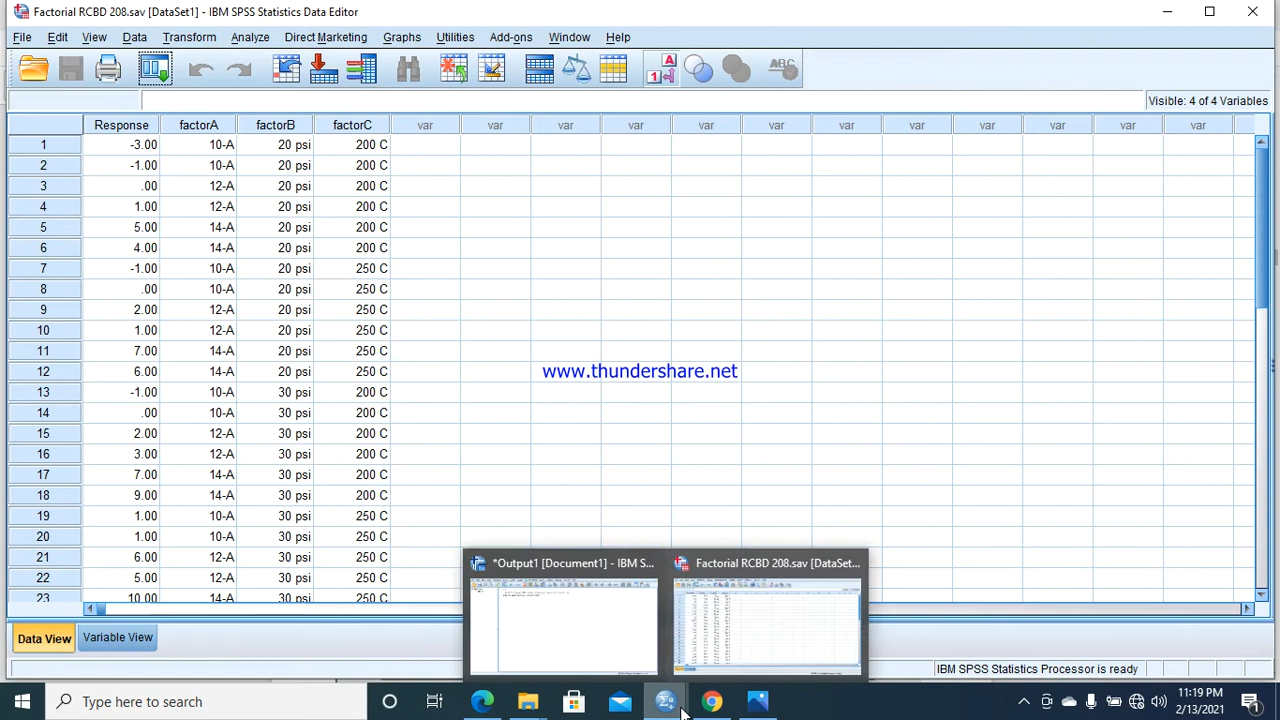 Factorial RCBD 208.sav [DataSet1] - IBM SPSS Statistics Data Editor
File Edit View Data Transform Analyze Direct Marketing Graphs Utilities Add-ons Window Help
Visible: 4 of 4 Variables
Response factorA factorB factorC var var var var var var var var var var var var
1 -3.00 10-A 20 psi 200 C
2 -1.00 10-A 20 psi 200 C
3 .00 12-A 20 psi 200 C
4 1.00 12-A 20 psi 200 C
5 5.00 14-A 20 psi 200 C
6 4.00 14-A 20 psi 200 C
7 -1.00 10-A 20 psi 250 C
8 .00 10-A 20 psi 250 C
9 2.00 12-A 20 psi 250 C
10 1.00 12-A 20 psi 250 C
11 7.00 14-A 20 psi 250 C
12 6.00 14-A 20 psi 250 C
www.thundershare.net
13 -1.00 10-A 30 psi 200 C
14 .00 10-A 30 psi 200 C
15 2.00 12-A 30 psi 200 C
16 3.00 12-A 30 psi 200 C
17 7.00 14-A 30 psi 200 C
18 9.00 14-A 30 psi 200 C
19 1.00 10-A 30 psi 250 C
20 1.00 10-A 30 psi 250 C
21 6.00 12-A 30 psi 250 C
22 5.00 12-A 30 psi 250 C
10.00 14-A 30 psi 250 C
*Output1 [Document1] - IBM S... Factorial RCBD 208.sav [DataSet...
Data View Variable View
IBM SPSS Statistics Processor is ready
Type here to search
11:19 PM
2/13/2021